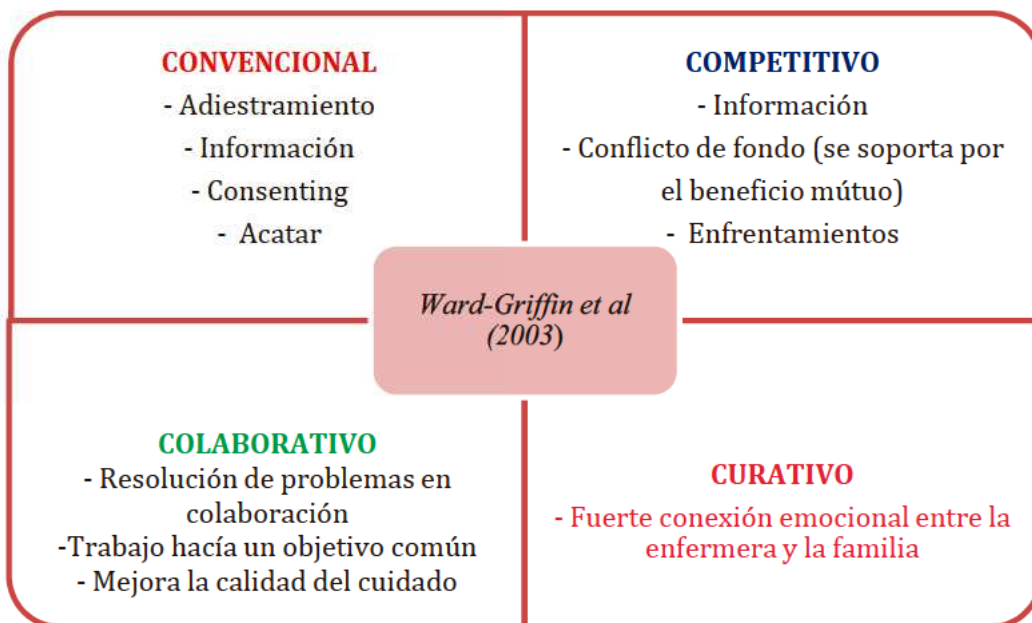 CONVENCIONAL
- Adiestramiento
- Información
- Consenting
- Acatar
COMPETITIVO
- Información
- Conflicto de fondo (se soporta por
el beneficio mútuo)
- Enfrentamientos
Ward-Griffin et al
(2003)
COLABORATIVO
- Resolución de problemas en
colaboración
-Trabajo hacía un objetivo común
- Mejora la calidad del cuidado
CURATIVO
- Fuerte conexión emocional entre la
enfermera y la familia